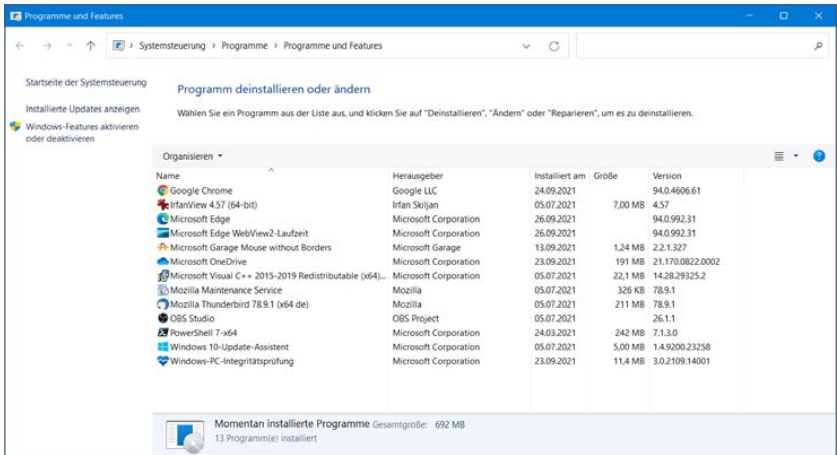 Programme und Features
Systemsteuerung > Programme > Programme und Features
Startseite der Systemsteuerung
Installierte Updates anzeigen
Windows-Features aktivieren
oder deaktivieren
Programm deinstallieren oder ändern
Wählen Sie ein Programm aus der Liste aus, und klicken Sie auf "Deinstallieren", "Ändern" oder "Reparieren", um es zu deinstallieren.
Organisieren
Name Herausgeber Installiert am Größe Version
Google Chrome Google LLC 24.09.2021 94.0.4606.61
IrfanView 4.57 (64-bit) Irfan Skiljan 05.07.2021 7,00 MB 4.57
Microsoft Edge Microsoft Corporation 26.09.2021 94.0.992.31
Microsoft Edge WebView2-Laufzeit Microsoft Corporation 26.09.2021 94.0.992.31
Microsoft Garage Mouse without Borders Microsoft Garage 13.09.2021 1,24 MB 2.2.1.327
Microsoft OneDrive Microsoft Corporation 23.09.2021 191 MB 21.170.0822.0002
Microsoft Visual C++ 2015-2019 Redistributable (x64)... Microsoft Corporation 05.07.2021 22,1 MB 14.28.29325.2
Mozilla Maintenance Service Mozilla 05.07.2021 326 KB 78.9.1
Mozilla Thunderbird 78.9.1 (x64 de) Mozilla 05.07.2021 211 MB 78.9.1
OBS Studio OBS Project 05.07.2021 26.1.1
PowerShell 7-x64 Microsoft Corporation 24.03.2021 242 MB 7.1.3.0
Windows 10-Update-Assistent Microsoft Corporation 05.07.2021 5,00 MB 1.4.9200.23258
Windows-PC-Integritätsprüfung Microsoft Corporation 23.09.2021 11,4 MB 3.0.2109.14001
Momentan installierte Programme Gesamtgröße: 692 MB
13 Programm(e) installiert